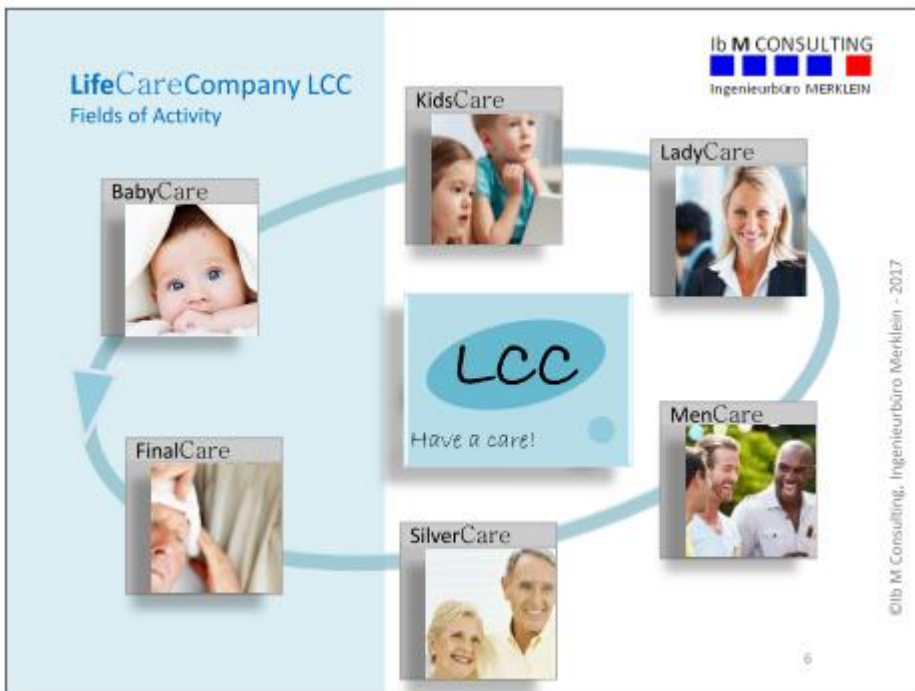 LifeCareCompany LCC
Fields of Activity
Ib M CONSULTING
Ingenieurbüro MERKLEIN
KidsCare
LadyCare
BabyCare
LCC
Have a care!
MenCare
FinalCare
SilverCare
©Ib M Consulting, Ingenieurbüro Merklein - 2017
6